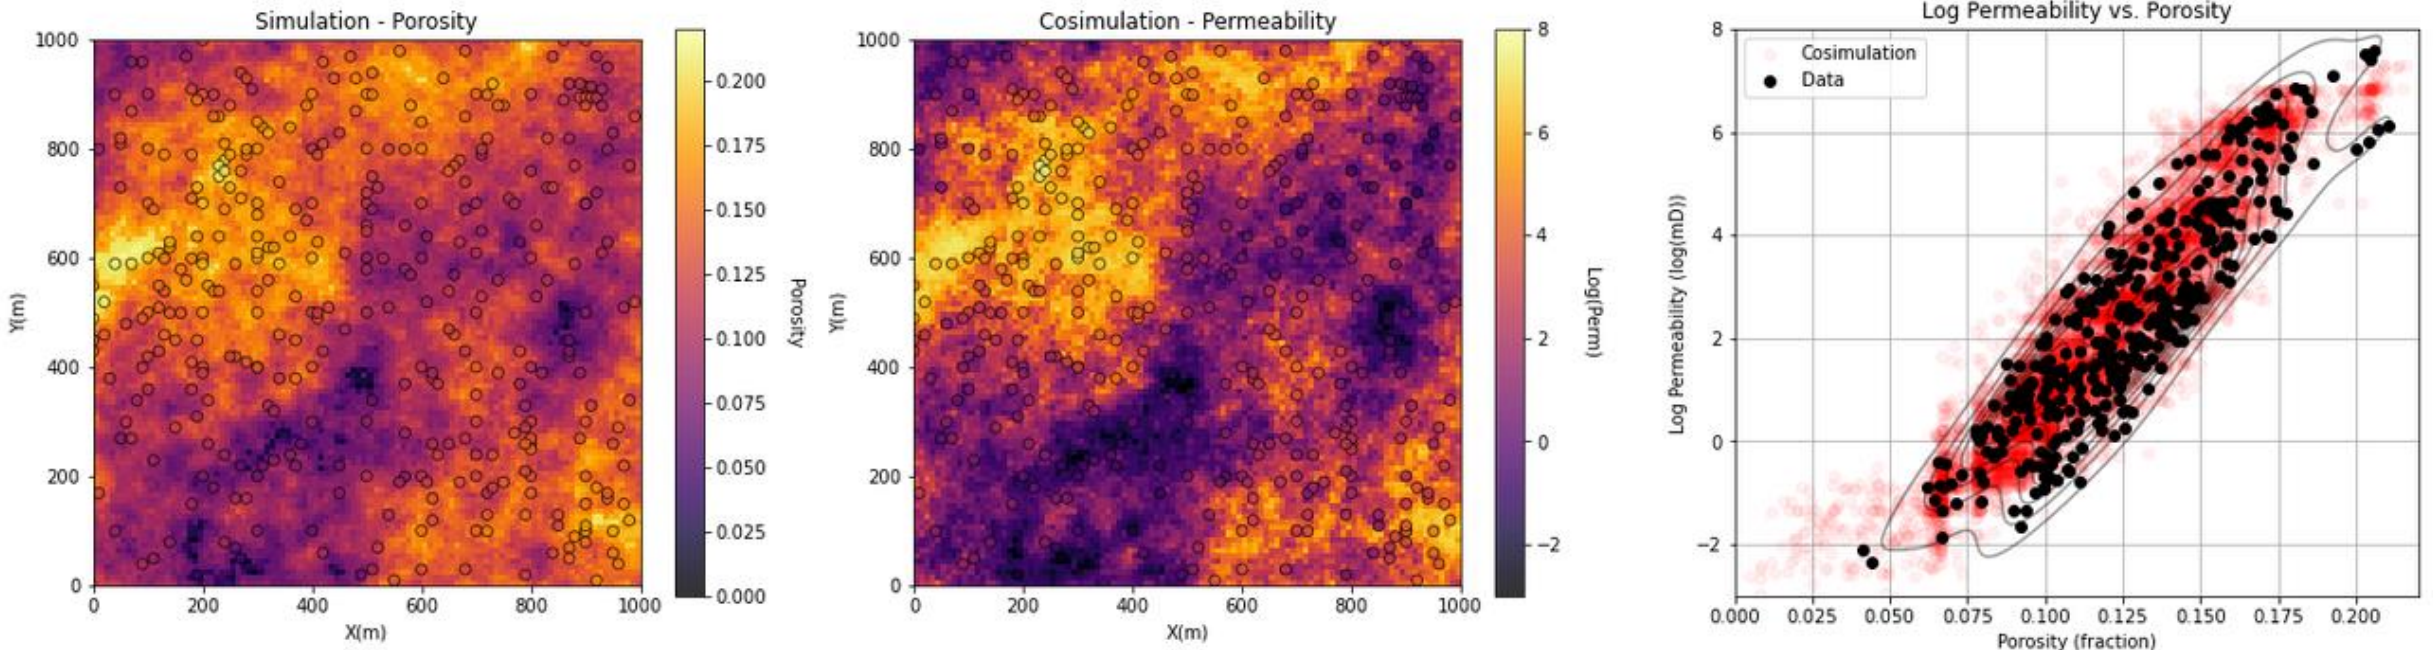 Simulation - Porosity
1000
800
600
400
200
0
Y(m)
0 200 400 600 800 1000
X(m)
0.200
0.175
0.150
0.125
0.100
0.075
0.050
0.025
0.000
Porosity
Cosimulation - Permeability
1000
800
600
400
200
0
Y(m)
0 200 400 600 800 1000
X(m)
8
6
4
2
0
−2
Log(Perm)
Log Permeability vs. Porosity
Cosimulation
Data
8
6
4
2
0
−2
Log Permeability (log(mD))
0.000 0.025 0.050 0.075 0.100 0.125 0.150 0.175 0.200
Porosity (fraction)